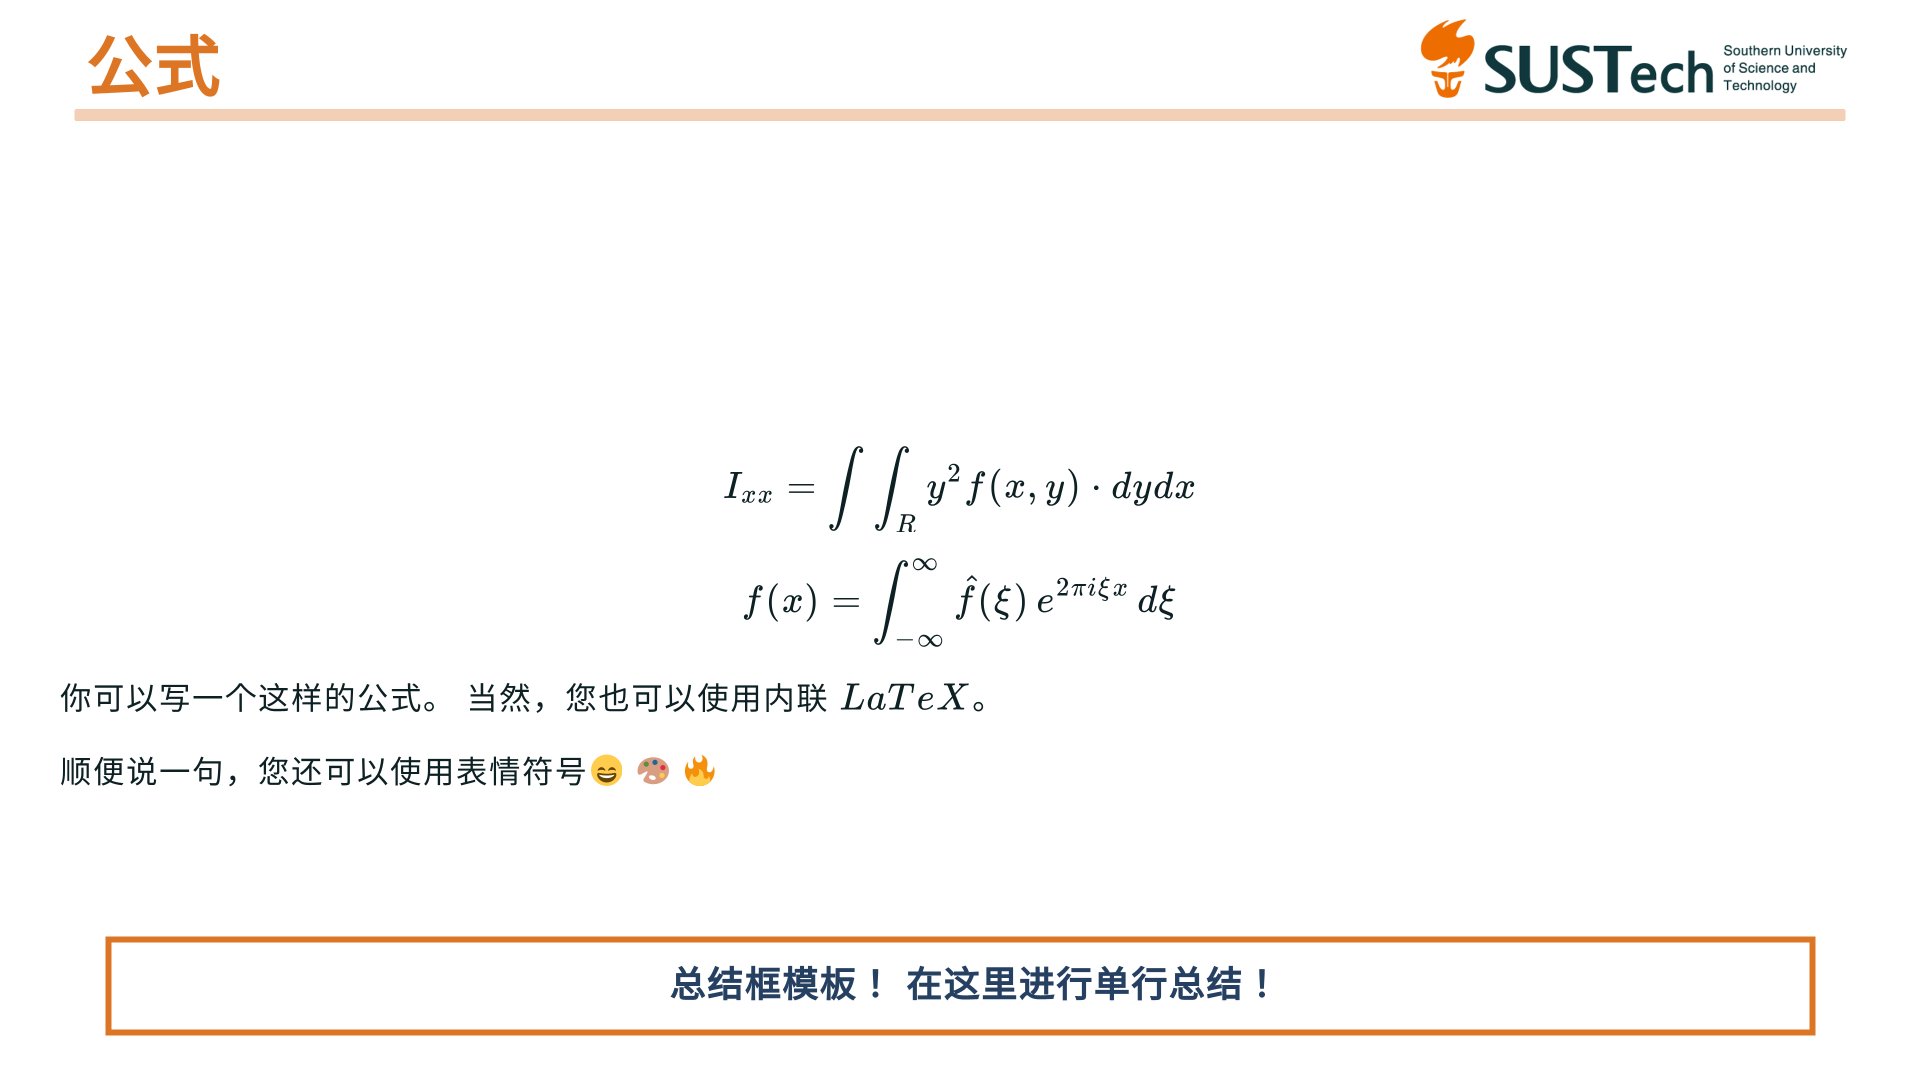 公式
SUSTech
Southern University
of Science and
Technology
I_{xx} = \int \int_R y^2 f(x, y) \cdot dydx
f(x) = \int_{-\infty}^{\infty} \hat{f}(\xi) e^{2\pi i \xi x} d\xi
你可以写一个这样的公式。 当然，您也可以使用内联 LaTeX。
顺便说一句，您还可以使用表情符号😄 🎨 🔥
总结框模板！ 在这里进行单行总结！